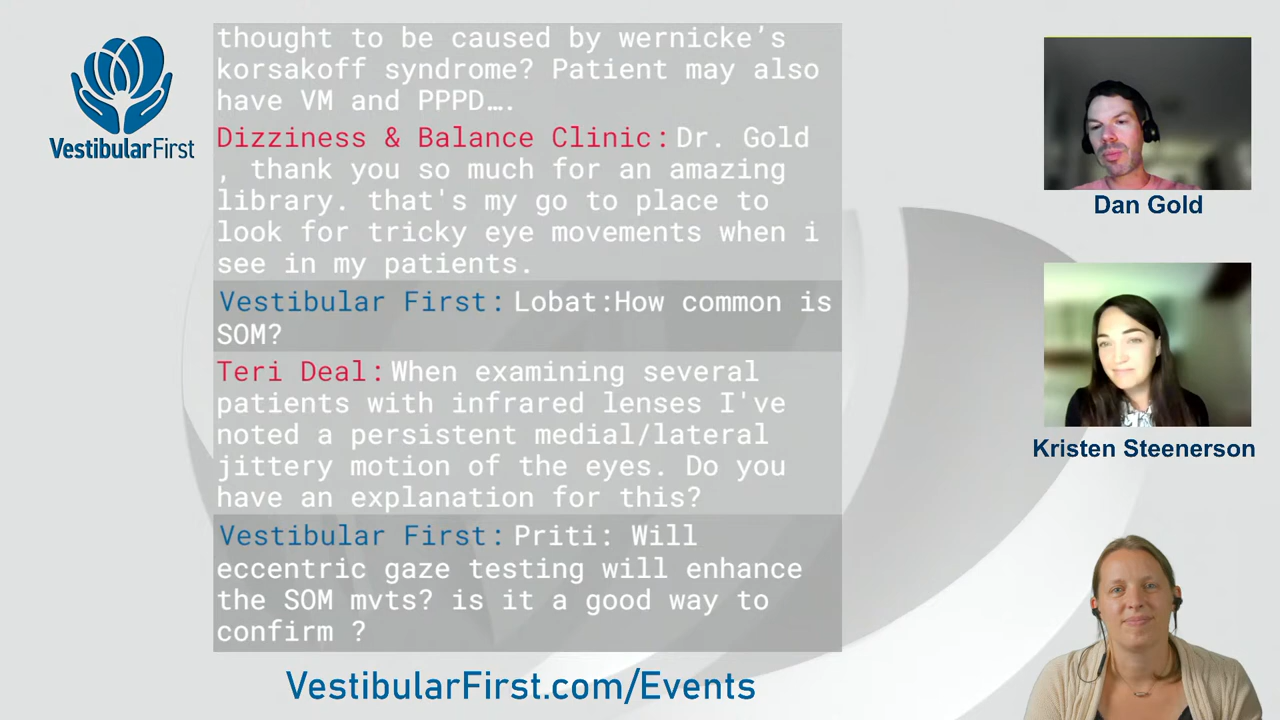 thought to be caused by wernicke's
korsakoff syndrome? Patient may also
have VM and PPPD….
Dizziness & Balance Clinic: Dr. Gold
, thank you so much for an amazing
library. that's my go to place to
look for tricky eye movements when i
see in my patients.
Vestibular First: Lobat:How common is
SOM?
Teri Deal: When examining several
patients with infrared lenses I've
noted a persistent medial/lateral
jittery motion of the eyes. Do you
have an explanation for this?
Vestibular First: Priti: Will
eccentric gaze testing will enhance
the SOM mvts? is it a good way to
confirm ?
VestibularFirst.com/Events
VestibularFirst
Dan Gold
Kristen Steenerson